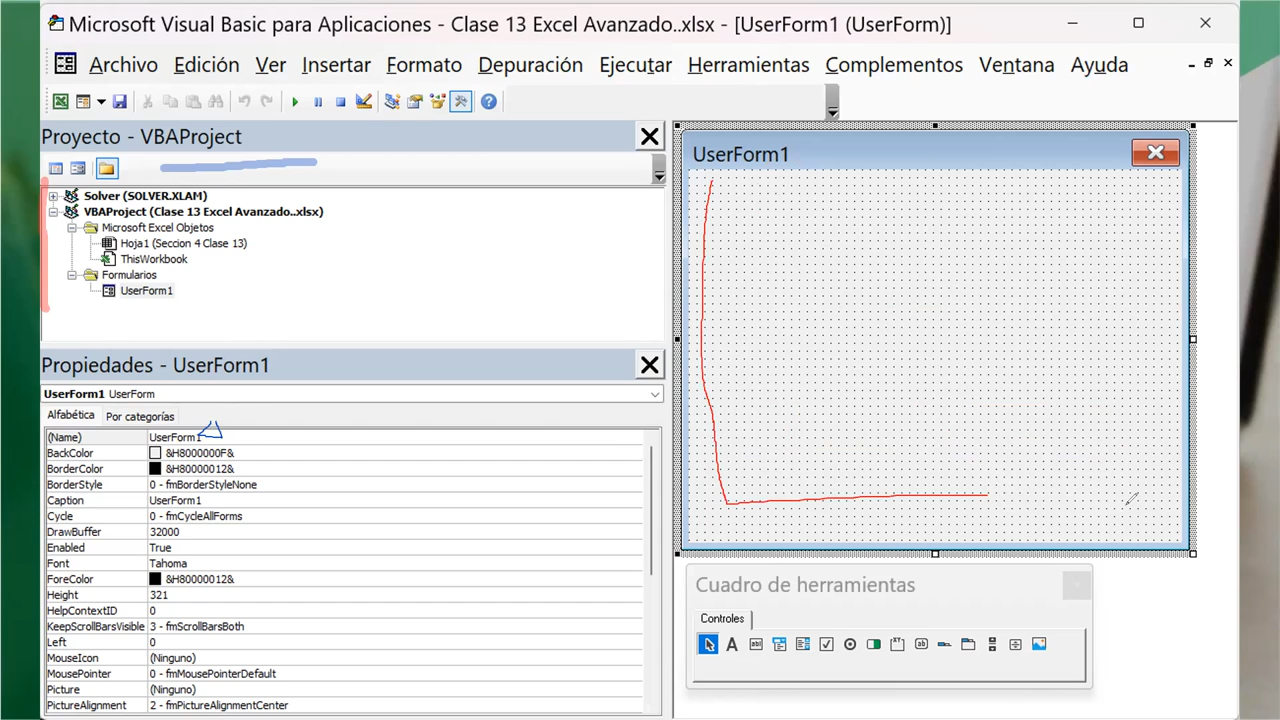 Microsoft Visual Basic para Aplicaciones - Clase 13 Excel Avanzado..xlsx - [UserForm1 (UserForm)]
Archivo Edición Ver Insertar Formato Depuración Ejecutar Herramientas Complementos Ventana Ayuda
Proyecto - VBAProject
Solver (SOLVER.XLAM)
VBAProject (Clase 13 Excel Avanzado..xlsx)
Microsoft Excel Objetos
Hoja1 (Seccion 4 Clase 13)
ThisWorkbook
Formularios
UserForm1
Propiedades - UserForm1
UserForm1 UserForm
Alfabética Por categorías
(Name) UserForm1
BackColor &H8000000F&
BorderColor &H80000012&
BorderStyle 0 - fmBorderStyleNone
Caption UserForm1
Cycle 0 - fmCycleAllForms
DrawBuffer 32000
Enabled True
Font Tahoma
ForeColor &H80000012&
Height 321
HelpContextID 0
KeepScrollBarsVisible 3 - fmScrollBarsBoth
Left 0
MouseIcon (Ninguno)
MousePointer 0 - fmMousePointerDefault
Picture (Ninguno)
PictureAlignment 2 - fmPictureAlignmentCenter
UserForm1
Cuadro de herramientas
Controles